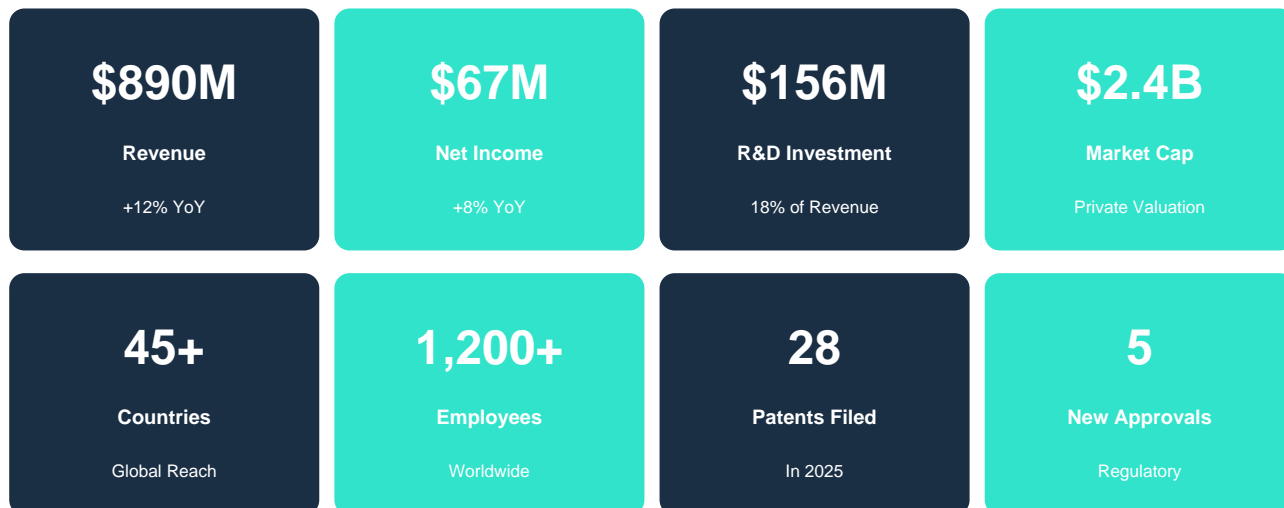 $890M
Revenue
+12% YoY
$67M
Net Income
+8% YoY
$156M
R&D Investment
18% of Revenue
$2.4B
Market Cap
Private Valuation
45+
Countries
Global Reach
1,200+
Employees
Worldwide
28
Patents Filed
In 2025
5
New Approvals
Regulatory